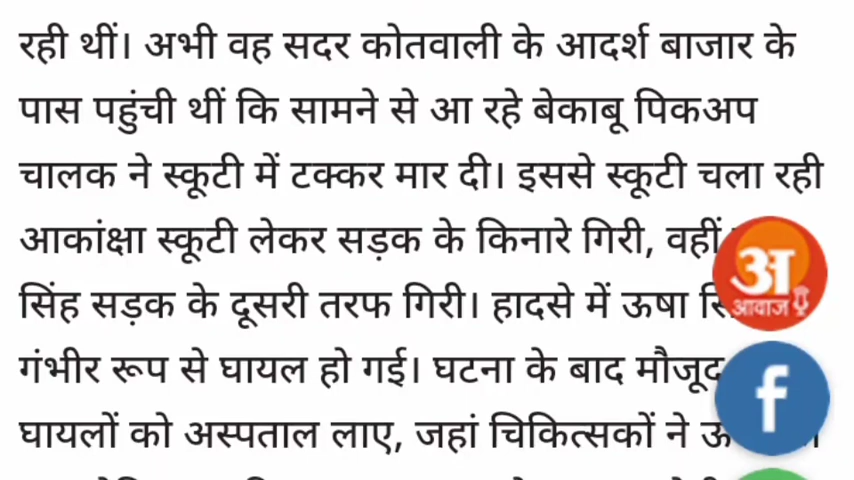 रही थीं। अभी वह सदर कोतवाली के आदर्श बाजार के
पास पहुंची थीं कि सामने से आ रहे बेकाबू पिकअप
चालक ने स्कूटी में टक्कर मार दी। इससे स्कूटी चला रही
आकांक्षा स्कूटी लेकर सड़क के किनारे गिरी, वहीं
सिंह सड़क के दूसरी तरफ गिरी। हादसे में ऊषा
गंभीर रूप से घायल हो गई। घटना के बाद मौजूद
घायलों को अस्पताल लाए, जहां चिकित्सकों ने
अ
आवाज
f